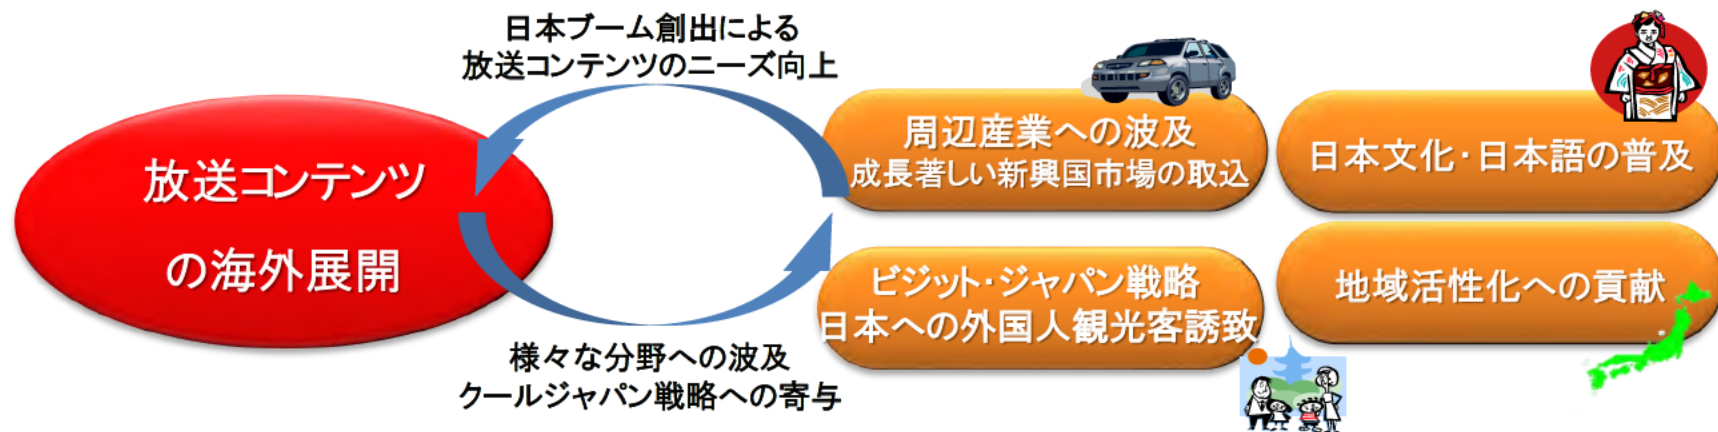 日本ブーム創出による
放送コンテンツのニーズ向上
放送コンテンツ
の海外展開
様々な分野への波及
クールジャパン戦略への寄与
周辺産業への波及
成長著しい新興国市場の取込
日本文化・日本語の普及
ビジット・ジャパン戦略
日本への外国人観光客誘致
地域活性化への貢献